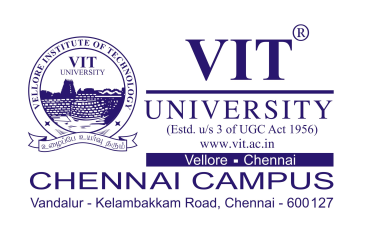 VELLORE INSTITUTE OF TECHNOLOGY
VIT
UNIVERSITY
VIT®
UNIVERSITY
(Estd. u/s 3 of UGC Act 1956)
www.vit.ac.in
Vellore ▪ Chennai
CHENNAI CAMPUS
Vandalur - Kelambakkam Road, Chennai - 600127